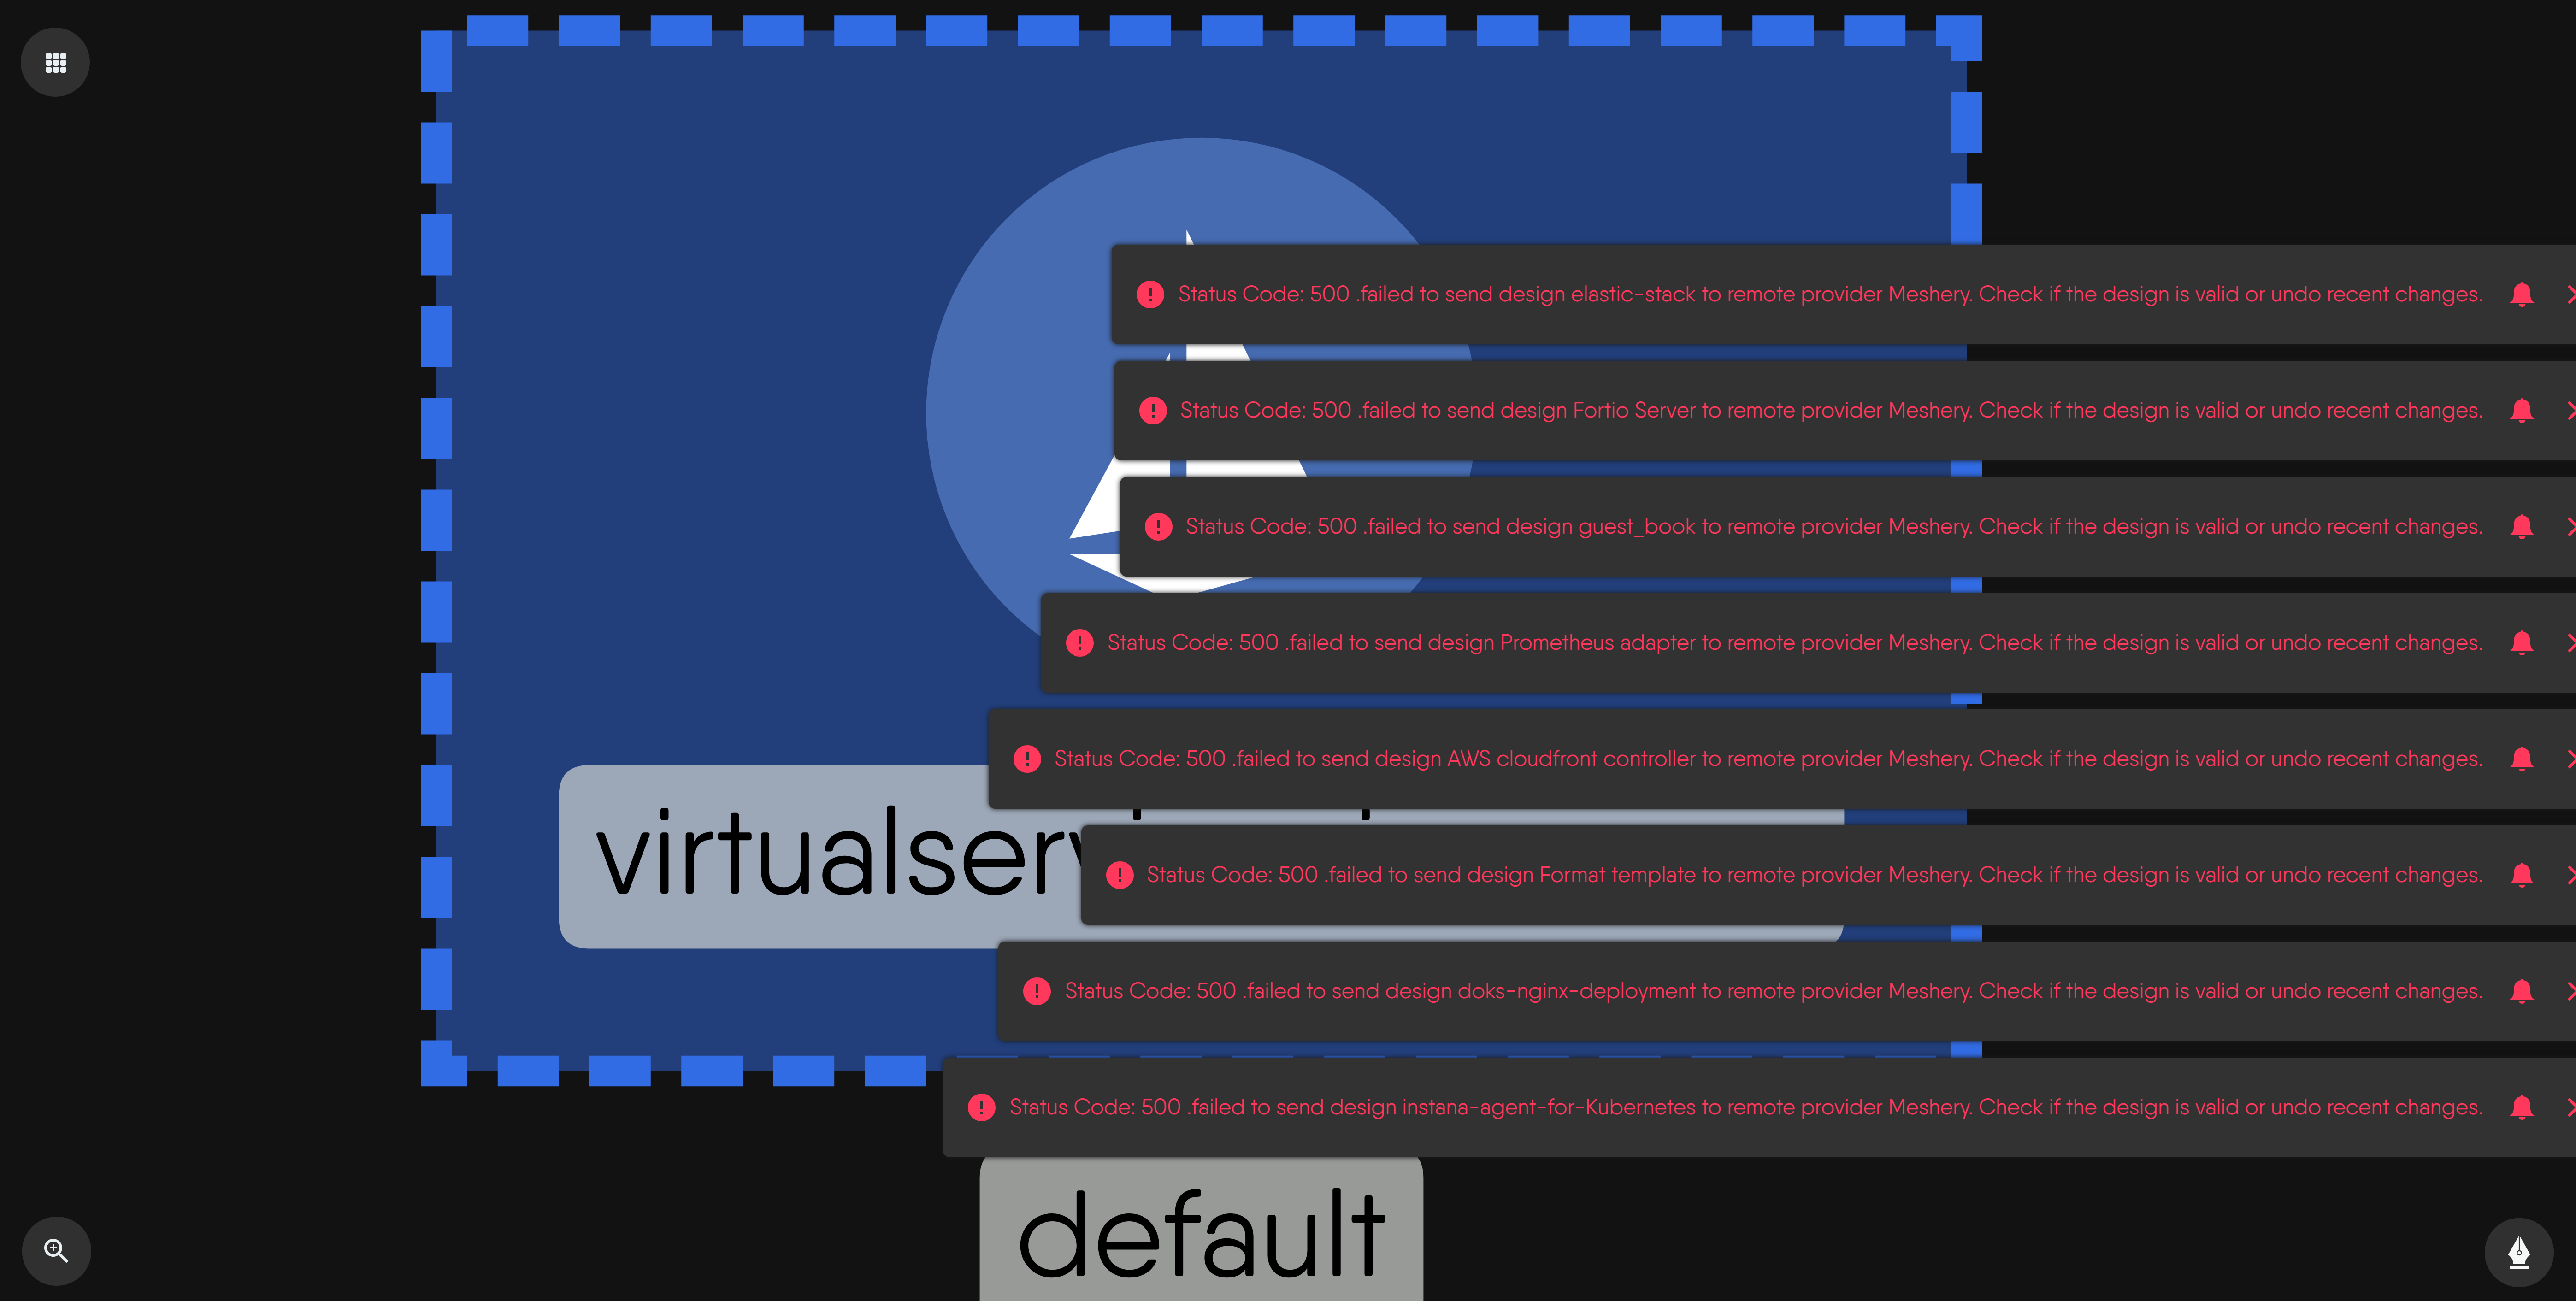 Status Code: 500 .failed to send design elastic-stack to remote provider Meshery. Check if the design is valid or undo recent changes.
Status Code: 500 .failed to send design Fortio Server to remote provider Meshery. Check if the design is valid or undo recent changes.
Status Code: 500 .failed to send design guest_book to remote provider Meshery. Check if the design is valid or undo recent changes.
Status Code: 500 .failed to send design Prometheus adapter to remote provider Meshery. Check if the design is valid or undo recent changes.
Status Code: 500 .failed to send design AWS cloudfront controller to remote provider Meshery. Check if the design is valid or undo recent changes.
Status Code: 500 .failed to send design Format template to remote provider Meshery. Check if the design is valid or undo recent changes.
Status Code: 500 .failed to send design doks-nginx-deployment to remote provider Meshery. Check if the design is valid or undo recent changes.
Status Code: 500 .failed to send design instana-agent-for-Kubernetes to remote provider Meshery. Check if the design is valid or undo recent changes.
default